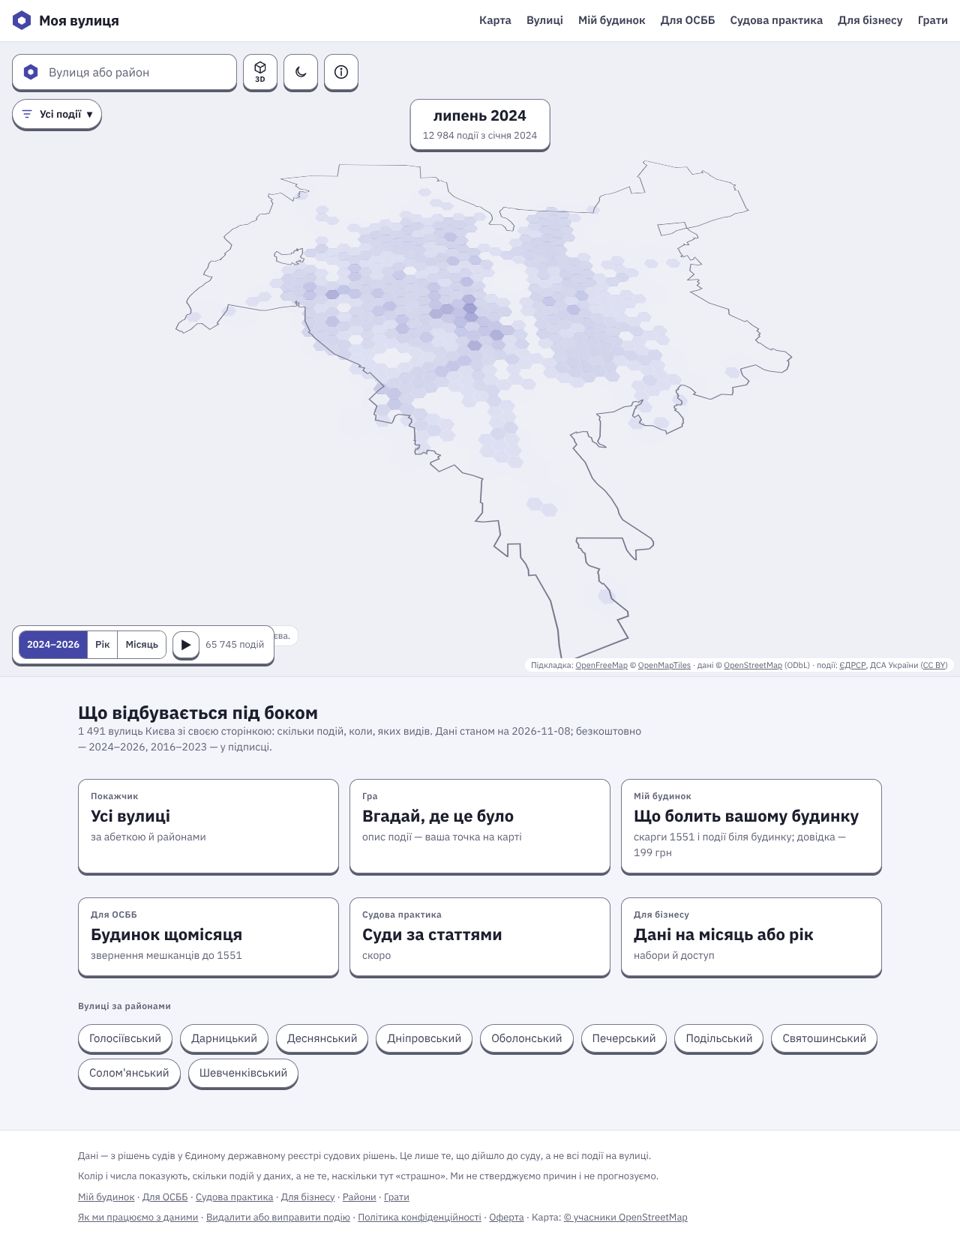 Моя вулиця
Карта Вулиці Мій будинок Для ОСББ Судова практика Для бізнесу Грати
Вулиця або район
3D
Усі події ▾
липень 2024
12 984 події з січня 2024
2024–2026 Рік Місяць 65 745 подій
єва.
Підкладка: OpenFreeMap © OpenMapTiles · дані © OpenStreetMap (ODbL) · події: ЄДРСР, ДСА України (CC BY)
Що відбувається під боком
1 491 вулиць Києва зі своєю сторінкою: скільки подій, коли, яких видів. Дані станом на 2026-11-08; безкоштовно
— 2024–2026, 2016–2023 — у підписці.
Покажчик
Усі вулиці
за абеткою й районами
Гра
Вгадай, де це було
опис події — ваша точка на карті
Мій будинок
Що болить вашому будинку
скарги 1551 і події біля будинку; довідка —
199 грн
Для ОСББ
Будинок щомісяця
звернення мешканців до 1551
Судова практика
Суди за статтями
скоро
Для бізнесу
Дані на місяць або рік
набори й доступ
Вулиці за районами
Голосіївський Дарницький Деснянський Дніпровський Оболонський Печерський Подільський Святошинський
Солом'янський Шевченківський
Дані — з рішень судів у Єдиному державному реєстрі судових рішень. Це лише те, що дійшло до суду, а не всі події на вулиці.
Колір і числа показують, скільки подій у даних, а не те, наскільки тут «страшно». Ми не стверджуємо причин і не прогнозуємо.
Мій будинок · Для ОСББ · Судова практика · Для бізнесу · Райони · Грати
Як ми працюємо з даними · Видалити або виправити подію · Політика конфіденційності · Оферта · Карта: © учасники OpenStreetMap